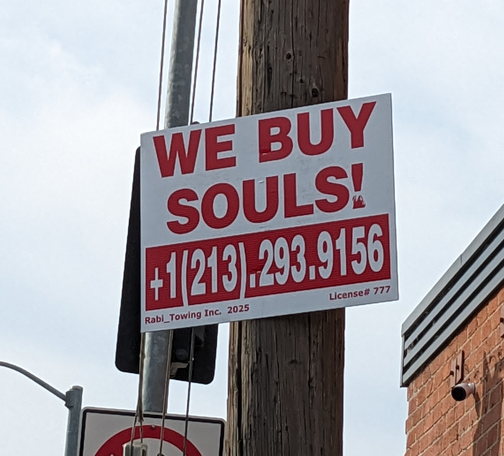 WE BUY
SOULS!
+1(213).293.9156
Rabi_Towing Inc. 2025 License# 777